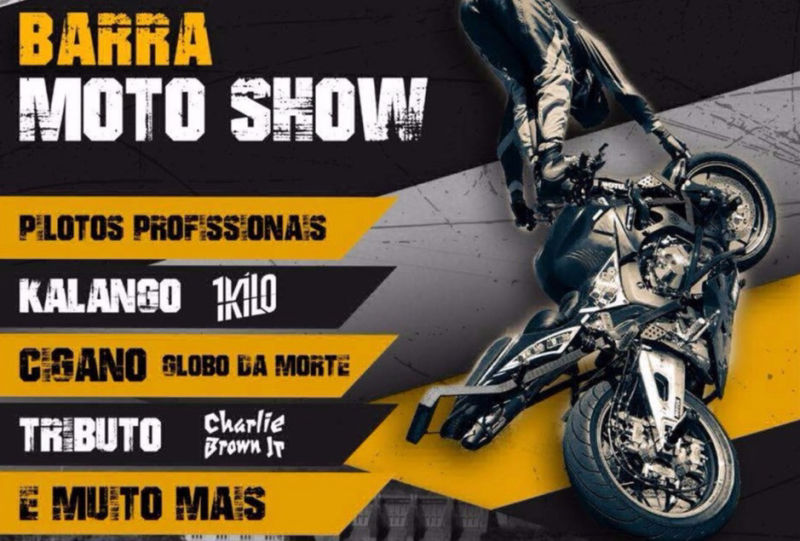 BARRA
MOTO SHOW
PILOTOS PROFISSIONAIS
KALANGO 1KILO
CIGANO GLOBO DA MORTE
TRIBUTO Charlie
Brown Jr
E MUITO MAIS